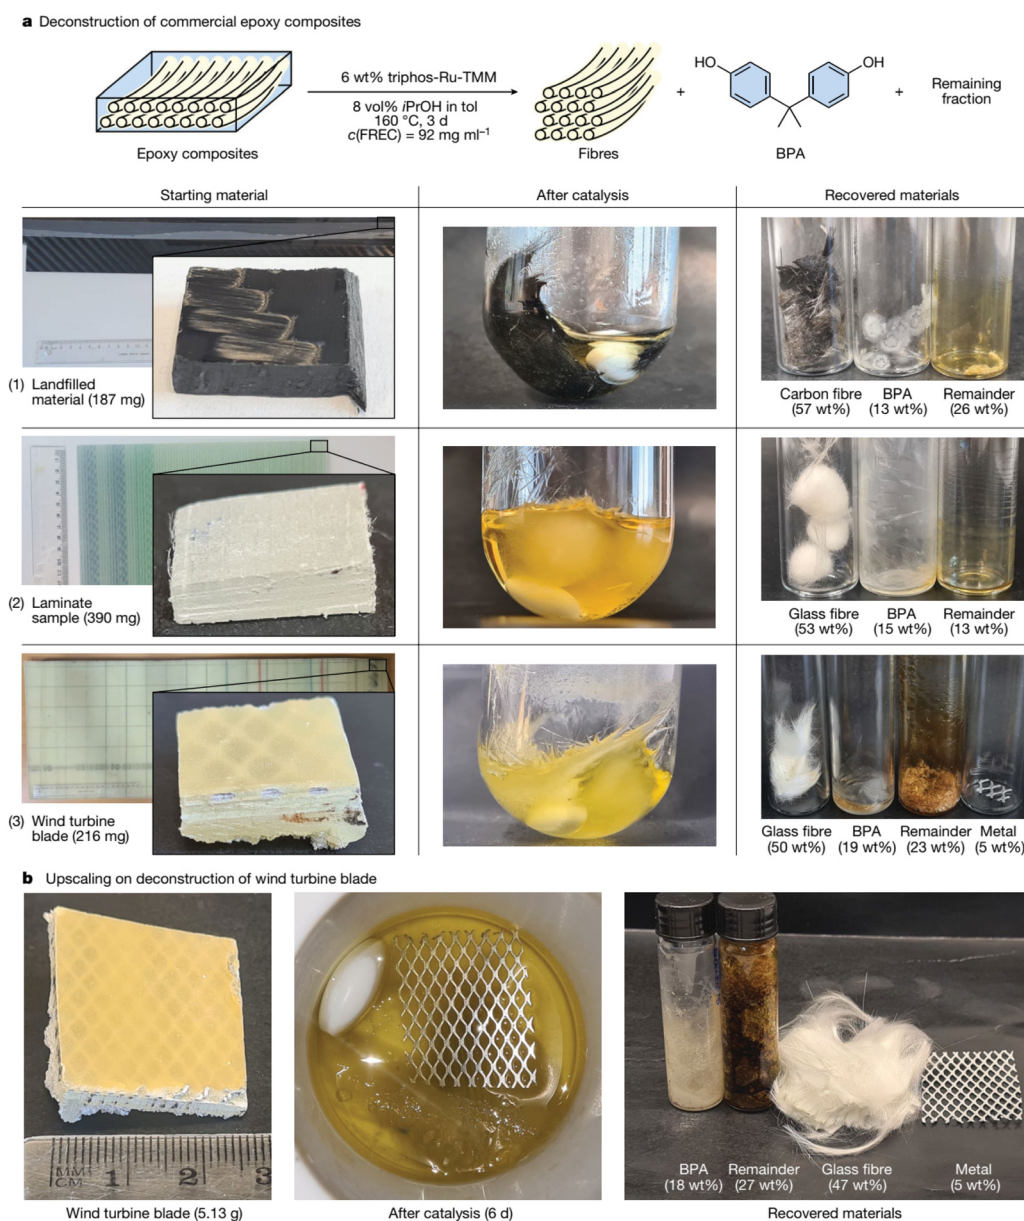 a Deconstruction of commercial epoxy composites
6 wt% triphos-Ru-TMM
8 vol% iPrOH in tol
160 °C, 3 d
c(FREC) = 92 mg ml⁻¹
Epoxy composites
+
Fibres
HO
OH
BPA
+
Remaining
fraction
Starting material
After catalysis
Recovered materials
(1) Landfilled
material (187 mg)
Carbon fibre
(57 wt%)
BPA
(13 wt%)
Remainder
(26 wt%)
(2) Laminate
sample (390 mg)
Glass fibre
(53 wt%)
BPA
(15 wt%)
Remainder
(13 wt%)
(3) Wind turbine
blade (216 mg)
Glass fibre
(50 wt%)
BPA
(19 wt%)
Remainder
(23 wt%)
Metal
(5 wt%)
b Upscaling on deconstruction of wind turbine blade
MM
CM
1
2
3
Wind turbine blade (5.13 g)
After catalysis (6 d)
BPA
(18 wt%)
Remainder
(27 wt%)
Glass fibre
(47 wt%)
Metal
(5 wt%)
Recovered materials